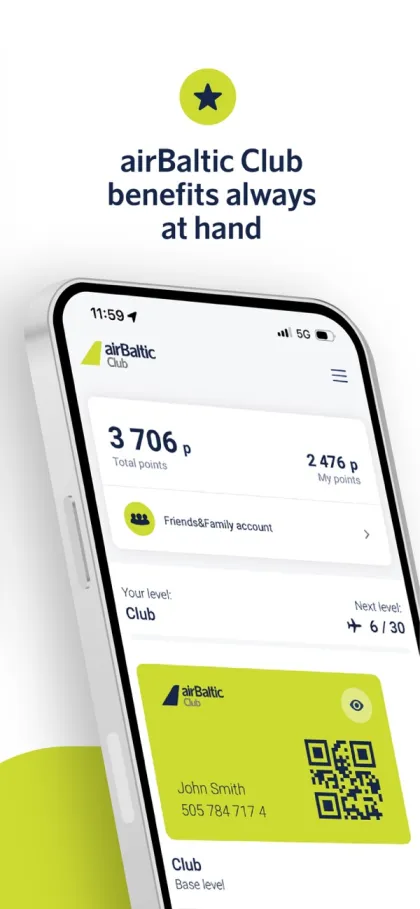 airBaltic Club
benefits always
at hand
11:59
5G
airBaltic
Club
3 706 p
Total points
2 476 p
My points
Friends&Family account
Your level:
Club
Next level:
6 / 30
airBaltic
Club
John Smith
505 784 717 4
Club
Base level